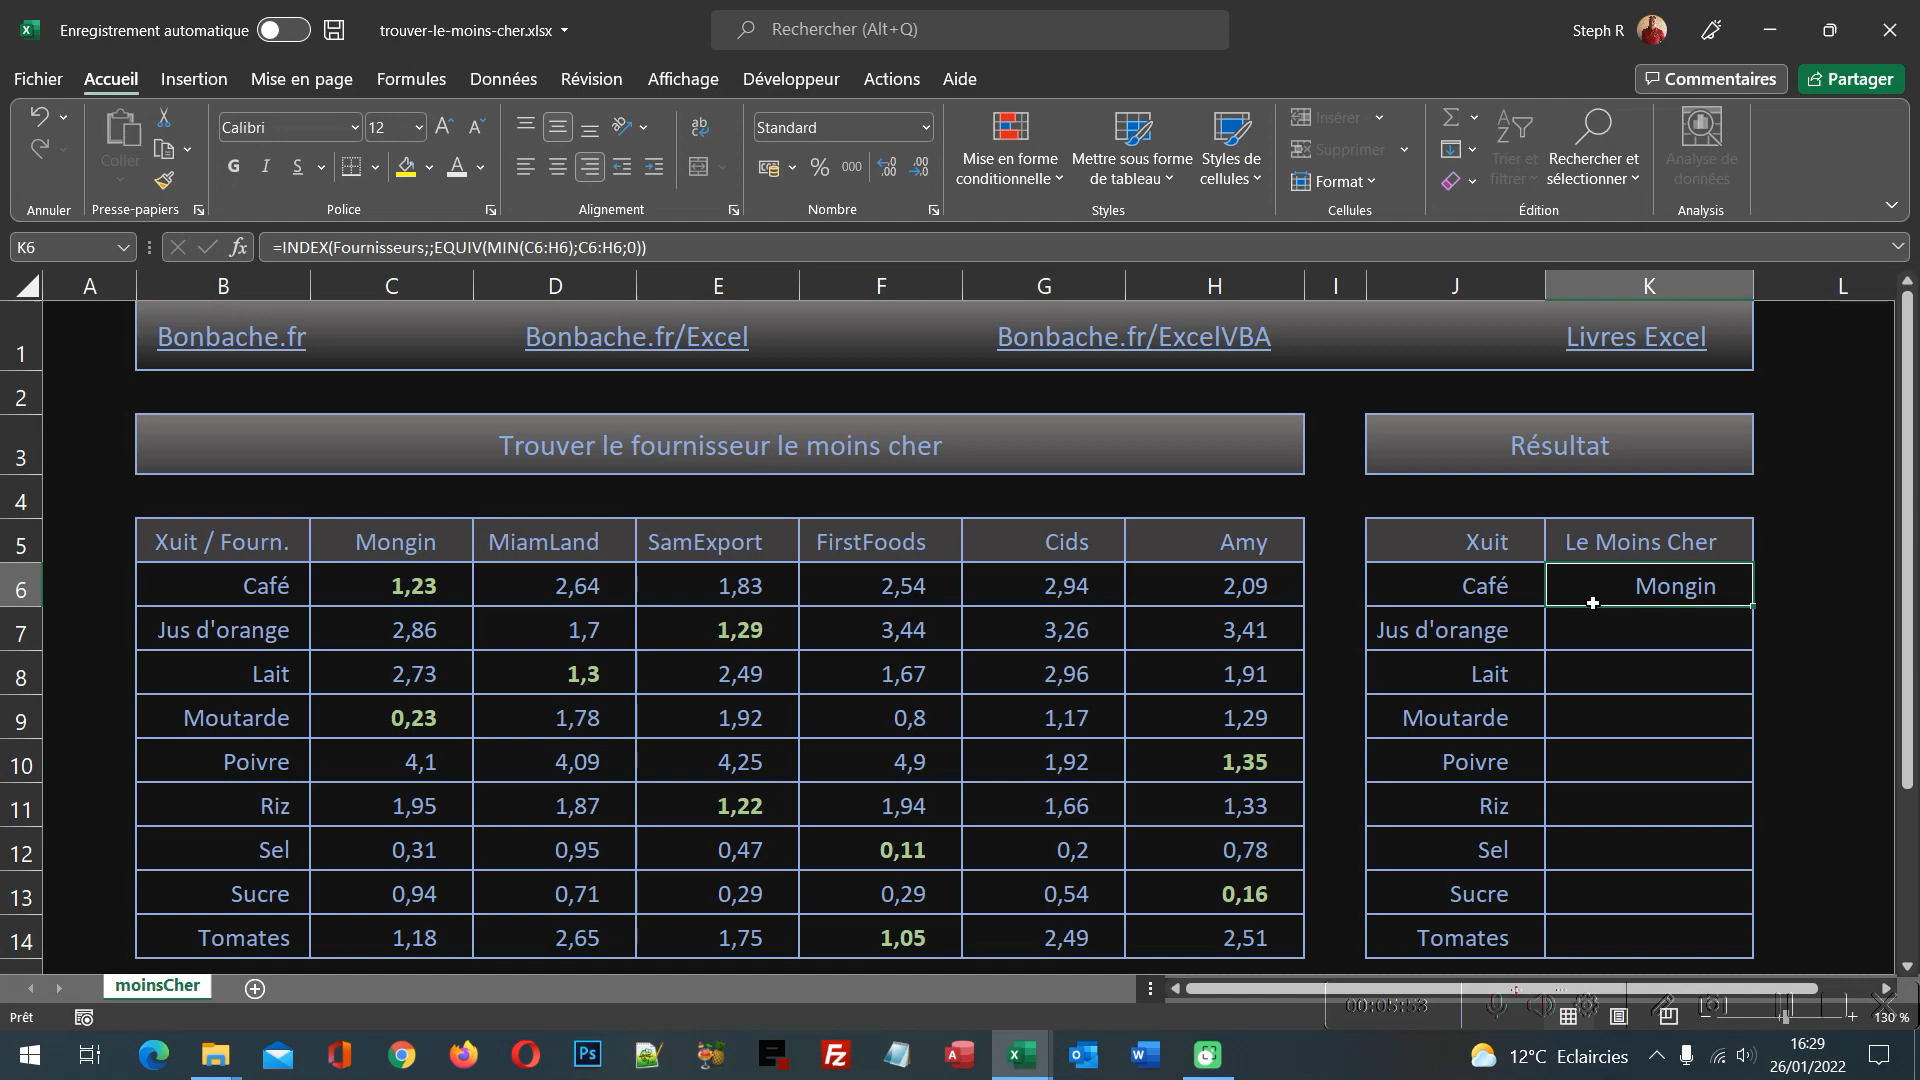 Enregistrement automatique trouver-le-moins-cher.xlsx Rechercher (Alt+Q) Steph R
Fichier Accueil Insertion Mise en page Formules Données Révision Affichage Développeur Actions Aide Commentaires Partager
Calibri 12 Standard
Coller
G I S
% 000
Mise en forme conditionnelle
Mettre sous forme de tableau
Styles de cellules
Insérer
Supprimer
Format
Trier et filtrer
Rechercher et sélectionner
Analyse de données
Annuler Presse-papiers Police Alignement Nombre Styles Cellules Édition Analysis
K6 fx =INDEX(Fournisseurs;;EQUIV(MIN(C6:H6);C6:H6;0))
A B C D E F G H I J K L
1 Bonbache.fr Bonbache.fr/Excel Bonbache.fr/ExcelVBA Livres Excel
2
3 Trouver le fournisseur le moins cher Résultat
4
5 Xuit / Fourn. Mongin MiamLand SamExport FirstFoods Cids Amy Xuit Le Moins Cher
6 Café 1,23 2,64 1,83 2,54 2,94 2,09 Café Mongin
7 Jus d'orange 2,86 1,7 1,29 3,44 3,26 3,41 Jus d'orange
8 Lait 2,73 1,3 2,49 1,67 2,96 1,91 Lait
9 Moutarde 0,23 1,78 1,92 0,8 1,17 1,29 Moutarde
10 Poivre 4,1 4,09 4,25 4,9 1,92 1,35 Poivre
11 Riz 1,95 1,87 1,22 1,94 1,66 1,33 Riz
12 Sel 0,31 0,95 0,47 0,11 0,2 0,78 Sel
13 Sucre 0,94 0,71 0,29 0,29 0,54 0,16 Sucre
14 Tomates 1,18 2,65 1,75 1,05 2,49 2,51 Tomates
moinsCher
00:05:53
Prêt 130 %
12°C Eclaircies 16:29
26/01/2022